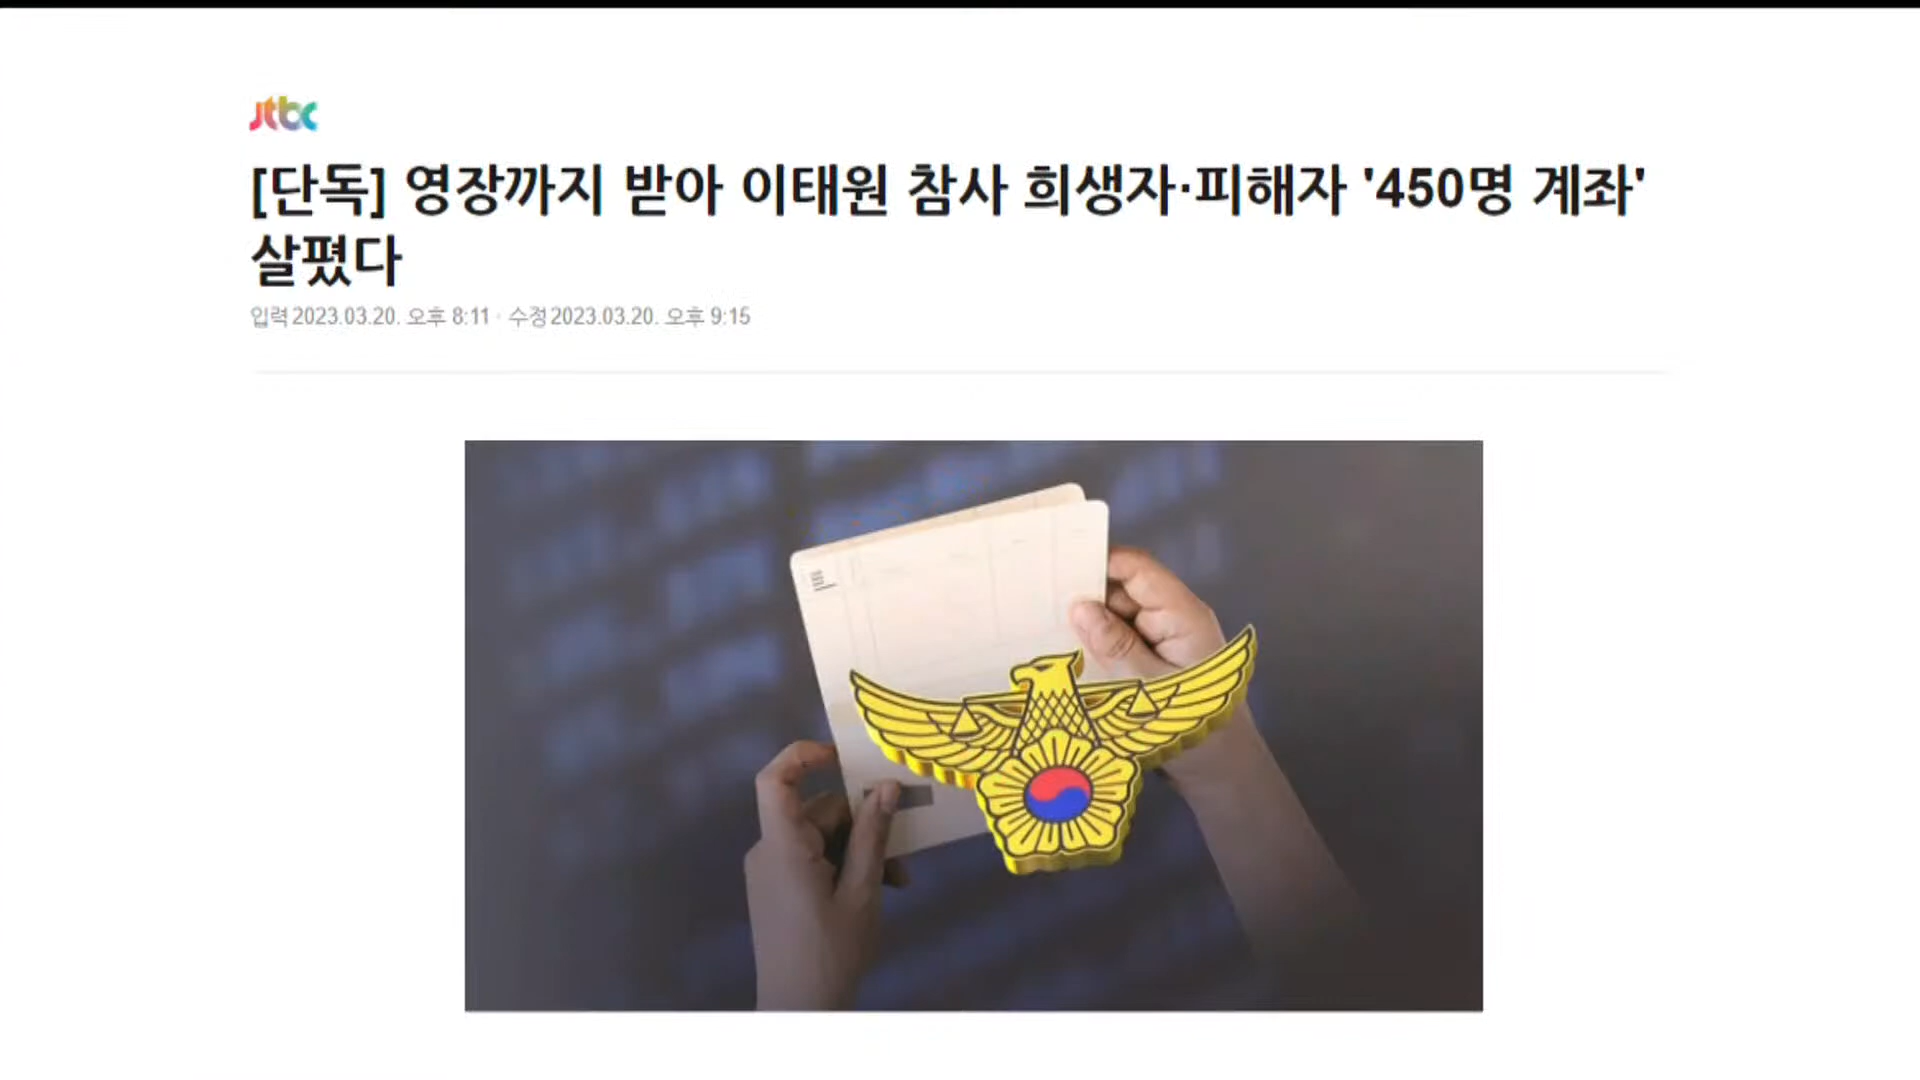 jtbc
[단독] 영장까지 받아 이태원 참사 희생자·피해자 '450명 계좌'
살폈다
입력 2023.03.20. 오후 8:11 · 수정 2023.03.20. 오후 9:15